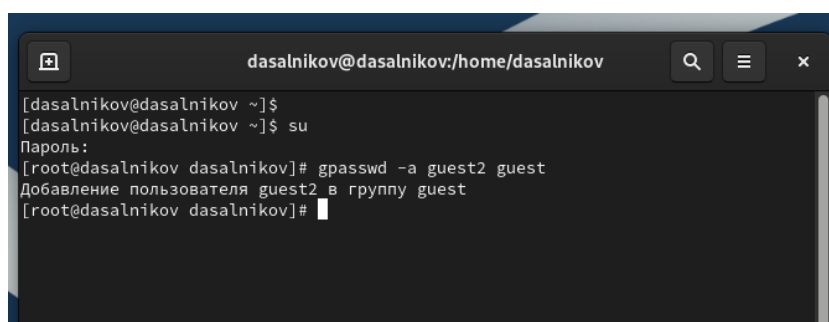 dasalnikov@dasalnikov:/home/dasalnikov
[dasalnikov@dasalnikov ~]$
[dasalnikov@dasalnikov ~]$ su
Пароль:
[root@dasalnikov dasalnikov]# gpasswd -a guest2 guest
Добавление пользователя guest2 в группу guest
[root@dasalnikov dasalnikov]#